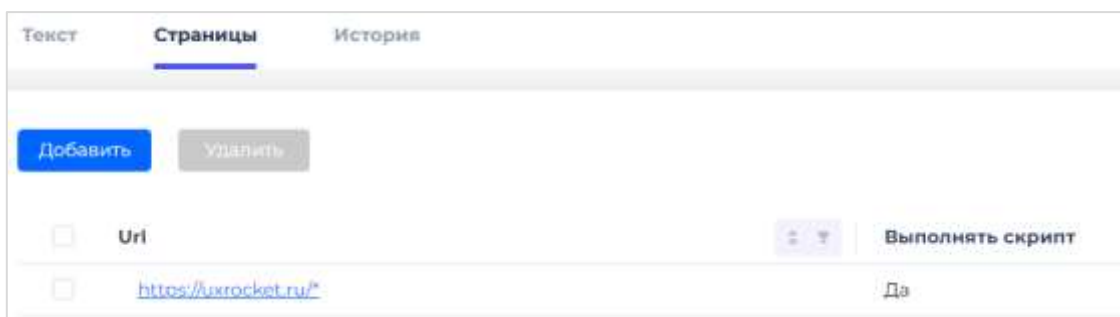 Текст Страницы История
Добавить Удалить
Url Выполнять скрипт
https://uxrocket.ru/* Да